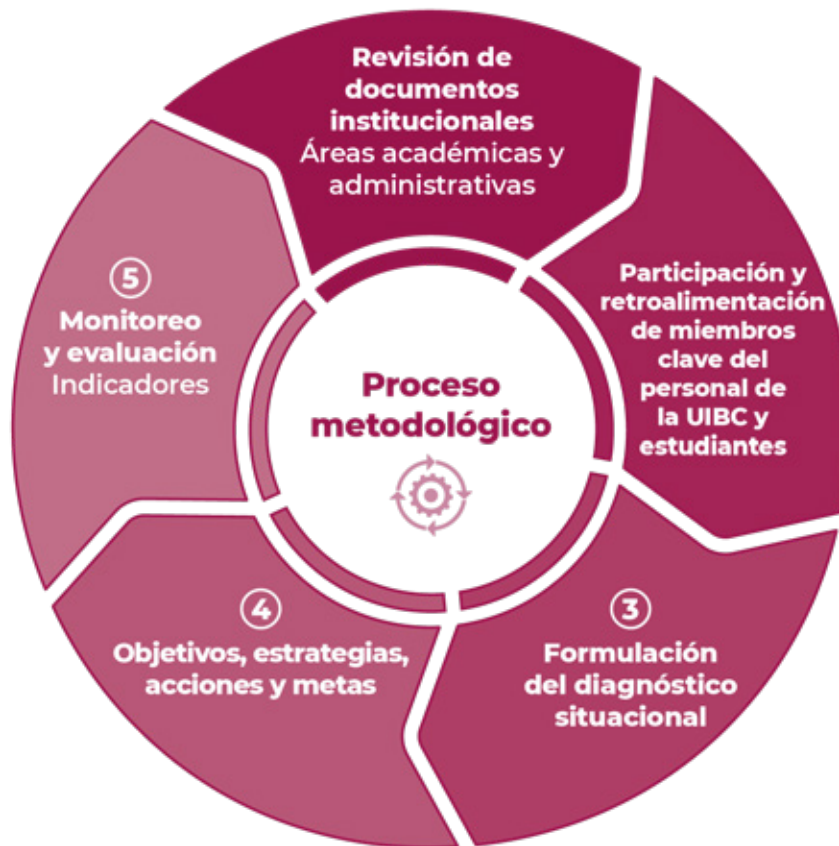 Revisión de
documentos
institucionales
Áreas académicas y
administrativas
Participación y
retroalimentación
de miembros
clave del
personal de
la UIBC y
estudiantes
3
Formulación
del diagnóstico
situacional
4
Objetivos, estrategias,
acciones y metas
5
Monitoreo
y evaluación
Indicadores
Proceso
metodológico